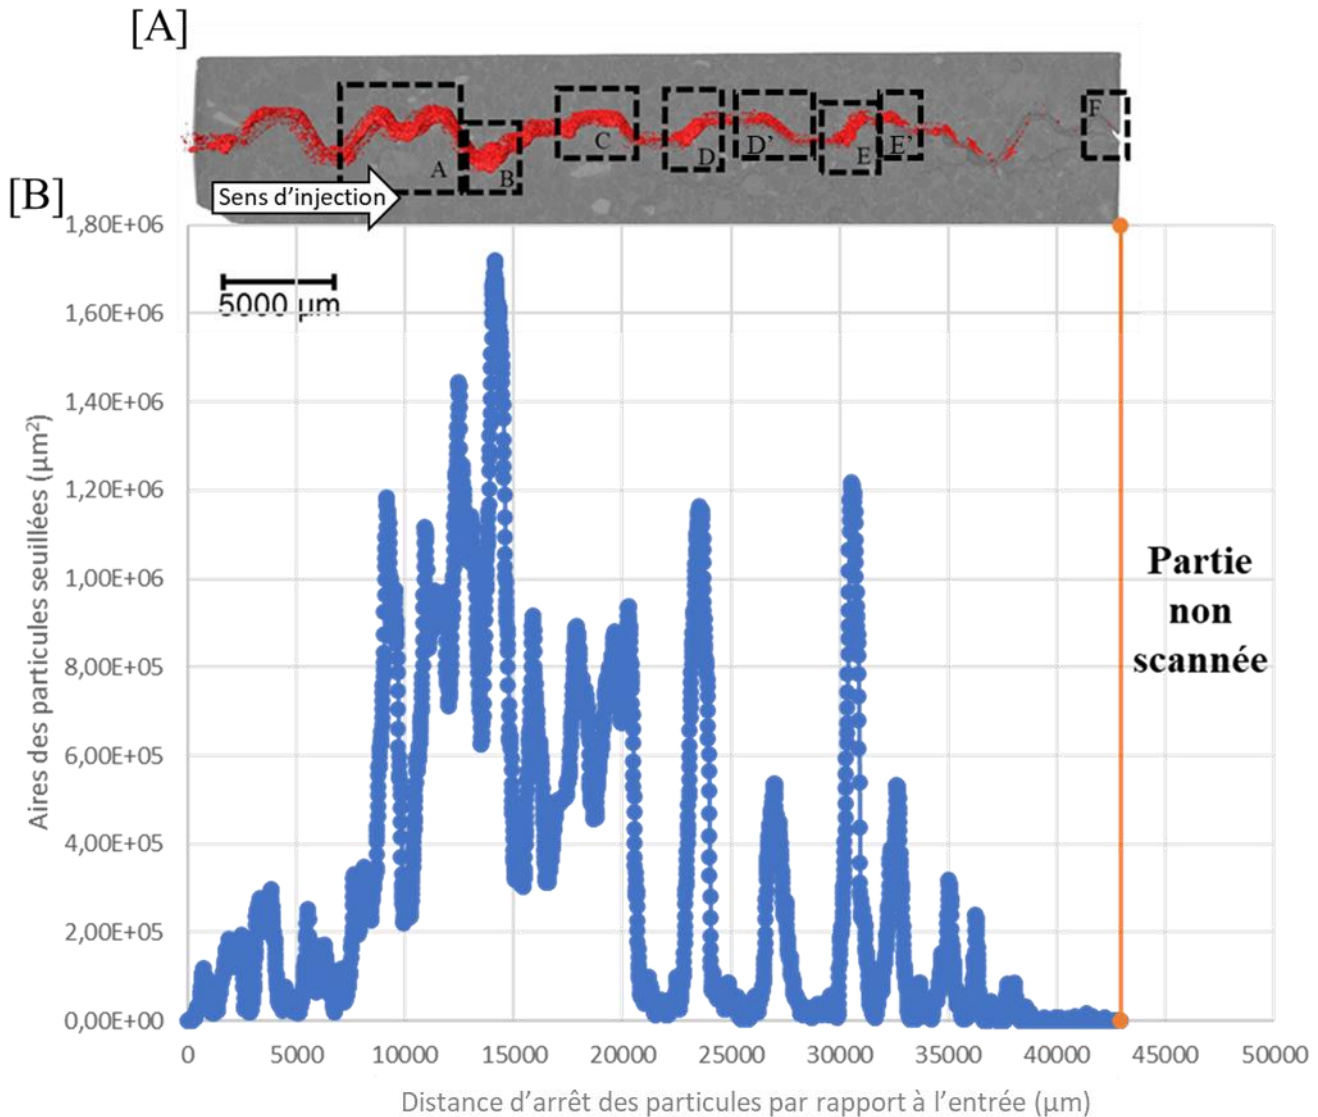 [A]
A
B
C
D
D'
E
E'
F
Sens d'injection
[B]
5000 µm
1,80E+06
1,60E+06
1,40E+06
1,20E+06
1,00E+06
8,00E+05
6,00E+05
4,00E+05
2,00E+05
0,00E+00
Aires des particules seuillées (µm²)
Partie
non
scannée
0 5000 10000 15000 20000 25000 30000 35000 40000 45000 50000
Distance d'arrêt des particules par rapport à l'entrée (µm)